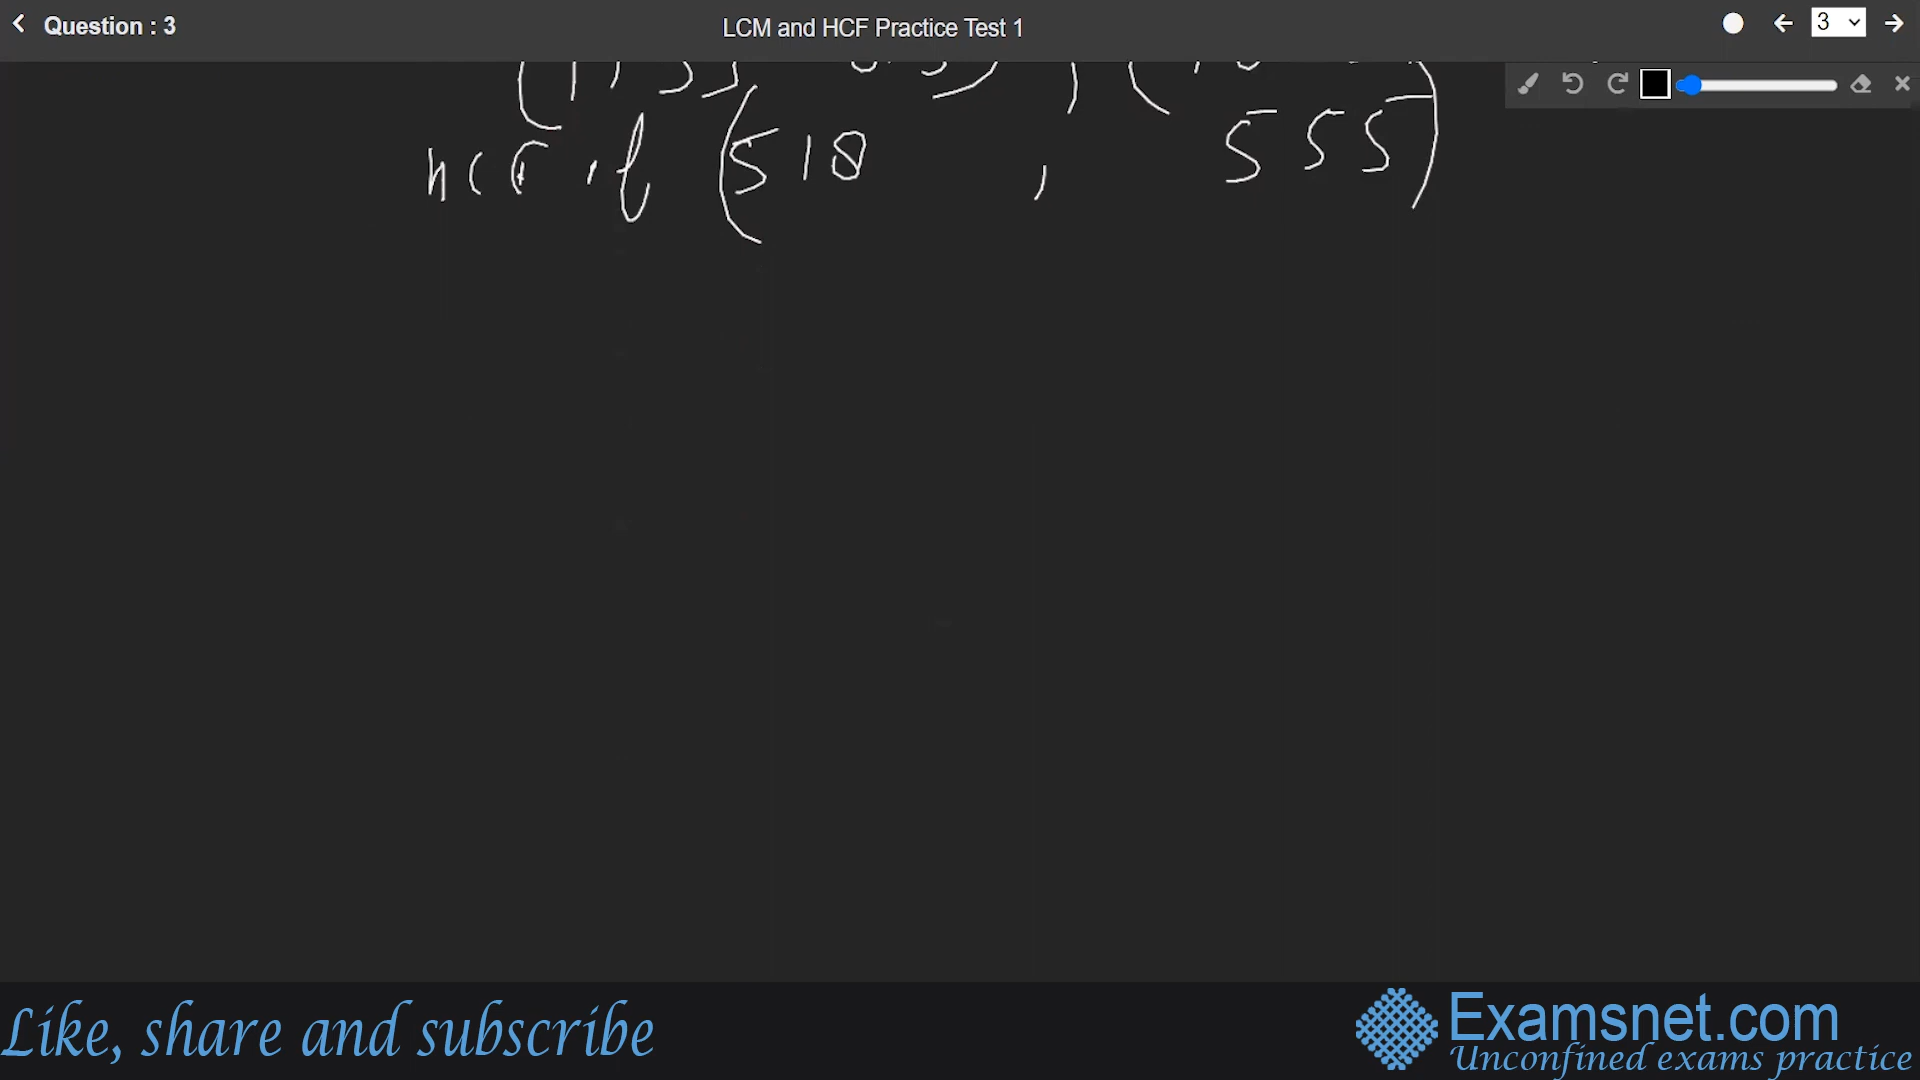 Question : 3
LCM and HCF Practice Test 1
3
HCF of (518 , 555)
Like, share and subscribe
Examsnet.com
Unconfined exams practice